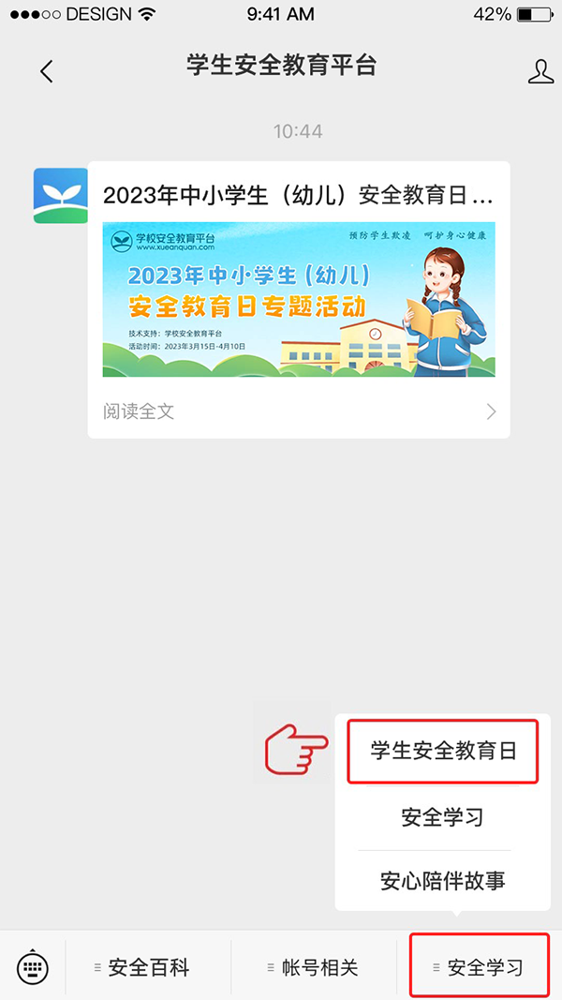 DESIGN 9:41 AM 42%
学生安全教育平台
10:44
2023年中小学生（幼儿）安全教育日...
学校安全教育平台
www.xueanquan.com
预防学生欺凌 呵护身心健康
2023年中小学生(幼儿)
安全教育日专题活动
技术支持：学校安全教育平台
活动时间：2023年3月15日-4月10日
阅读全文
学生安全教育日
安全学习
安心陪伴故事
安全百科 帐号相关 安全学习